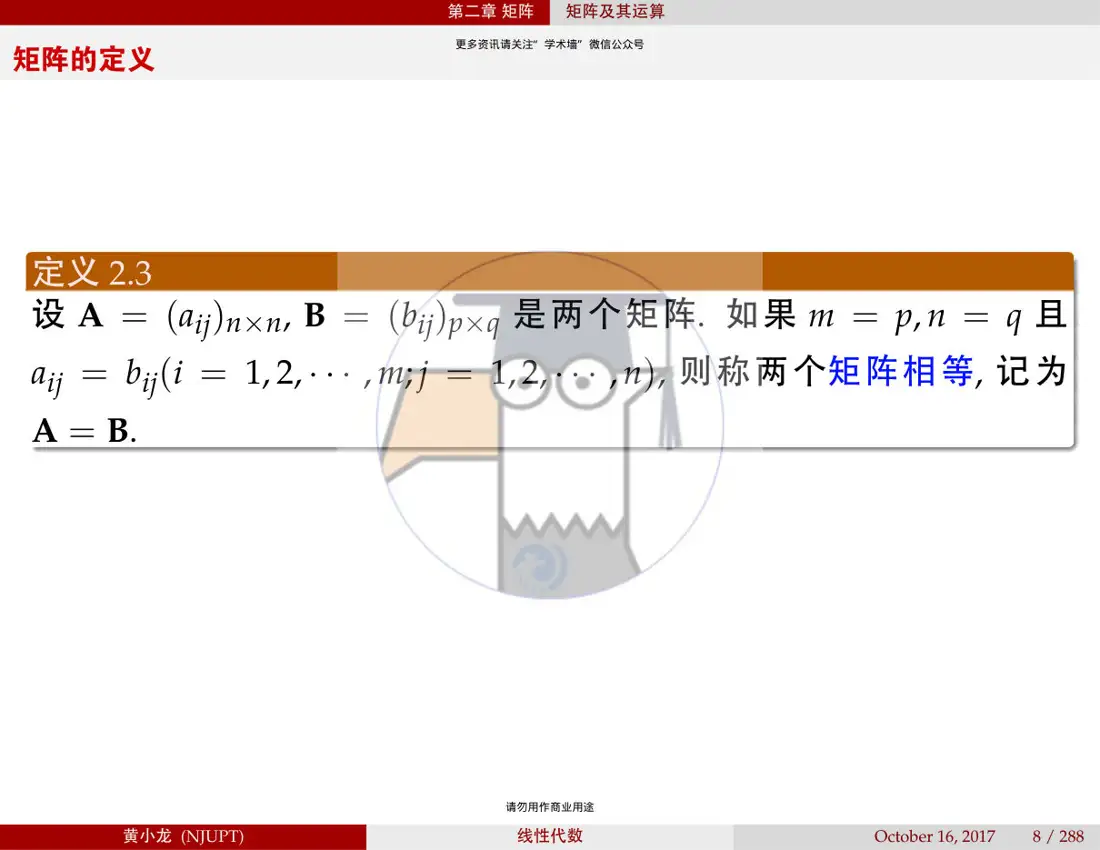 第二章 矩阵 矩阵及其运算
更多资讯请关注“学术墙”微信公众号
矩阵的定义
定义 2.3
设 A = (aij)n×n, B = (bij)p×q 是两个矩阵. 如果 m = p, n = q 且
aij = bij(i = 1, 2, · · · , m; j = 1, 2, · · · , n), 则称两个矩阵相等, 记为
A = B.
请勿用作商业用途
黄小龙 (NJUPT) 线性代数 October 16, 2017 8 / 288